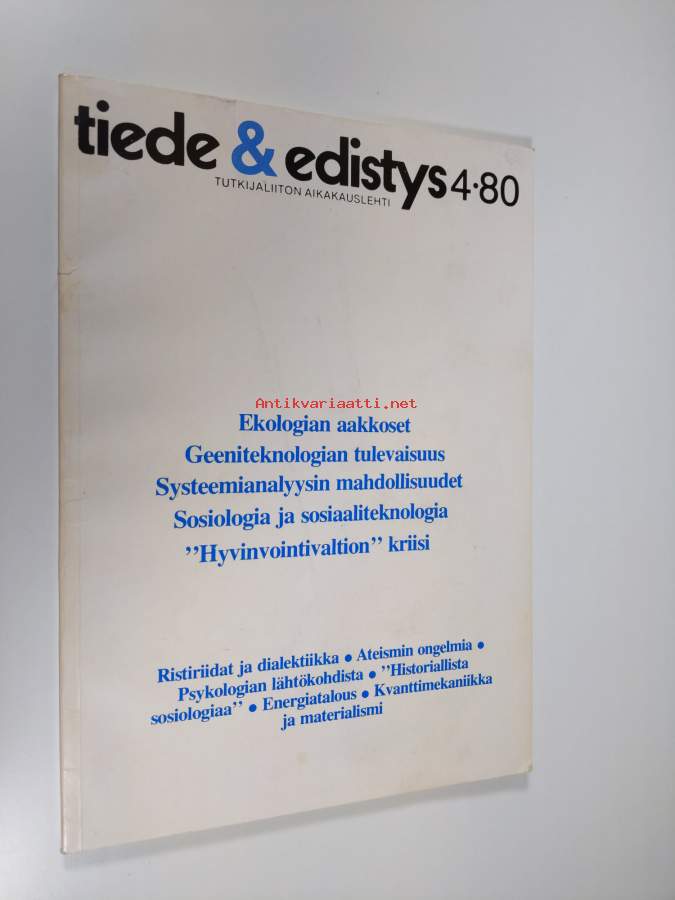 tiede & edistys 4·80
TUTKIJALIITON AIKAKAUSLEHTI
Antikvariaatti.net
Ekologian aakkoset
Geeniteknologian tulevaisuus
Systeemianalyysin mahdollisuudet
Sosiologia ja sosiaaliteknologia
”Hyvinvointivaltion” kriisi
Ristiriidat ja dialektiikka ● Ateismin ongelmia ●
Psykologian lähtökohdista ● ”Historiallista
sosiologiaa” ● Energiatalous ● Kvanttimekaniikka
ja materialismi